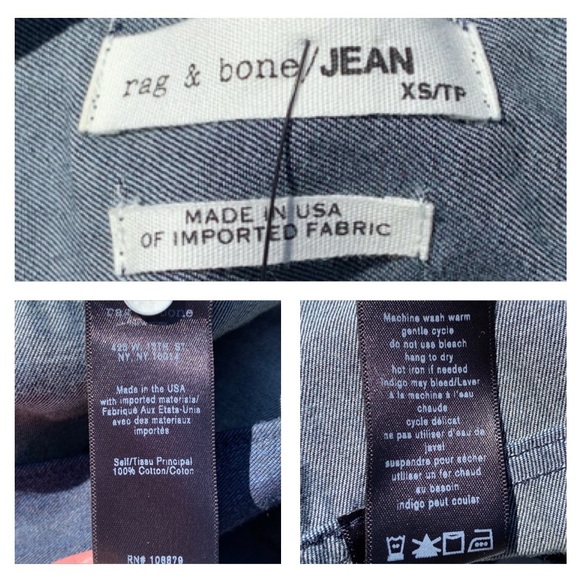 rag & bone/JEAN
XS/TP
MADE IN USA
OF IMPORTED FABRIC
rag bone
425 W. 13TH ST.
NY, NY 10014
Made in the USA
with imported materials/
Fabriqué Aux Etats-Unis
avec des materiaux
importés
Self/Tissu Principal
100% Cotton/Coton
RN# 108879
Machine wash warm
gentle cycle
do not use bleach
hang to dry
hot iron if needed
indigo may bleed/Laver
à la machine à l'eau
chaude
cycle délicat
ne pas utiliser d'eau de
javel
suspendre pour sécher
utiliser un fer chaud
au besoin
indigo peut couler